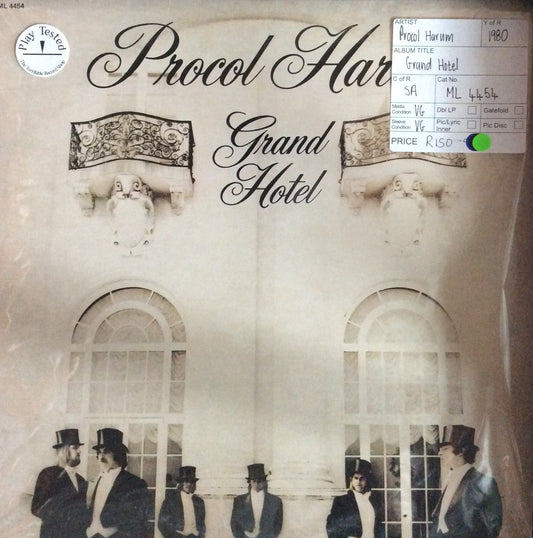 ML 4454
Play Tested
Procol Har
Grand
Hotel
ARTIST
Y of R
Procol Harum
1980
ALBUM TITLE
Grand Hotel
C of R
Cat No.
SA
ML 4454
Media Condition VG
Dbl LP
Gatefold
Sleeve Condition VG
Pic/Lyric Inner
Pic Disc
PRICE R150